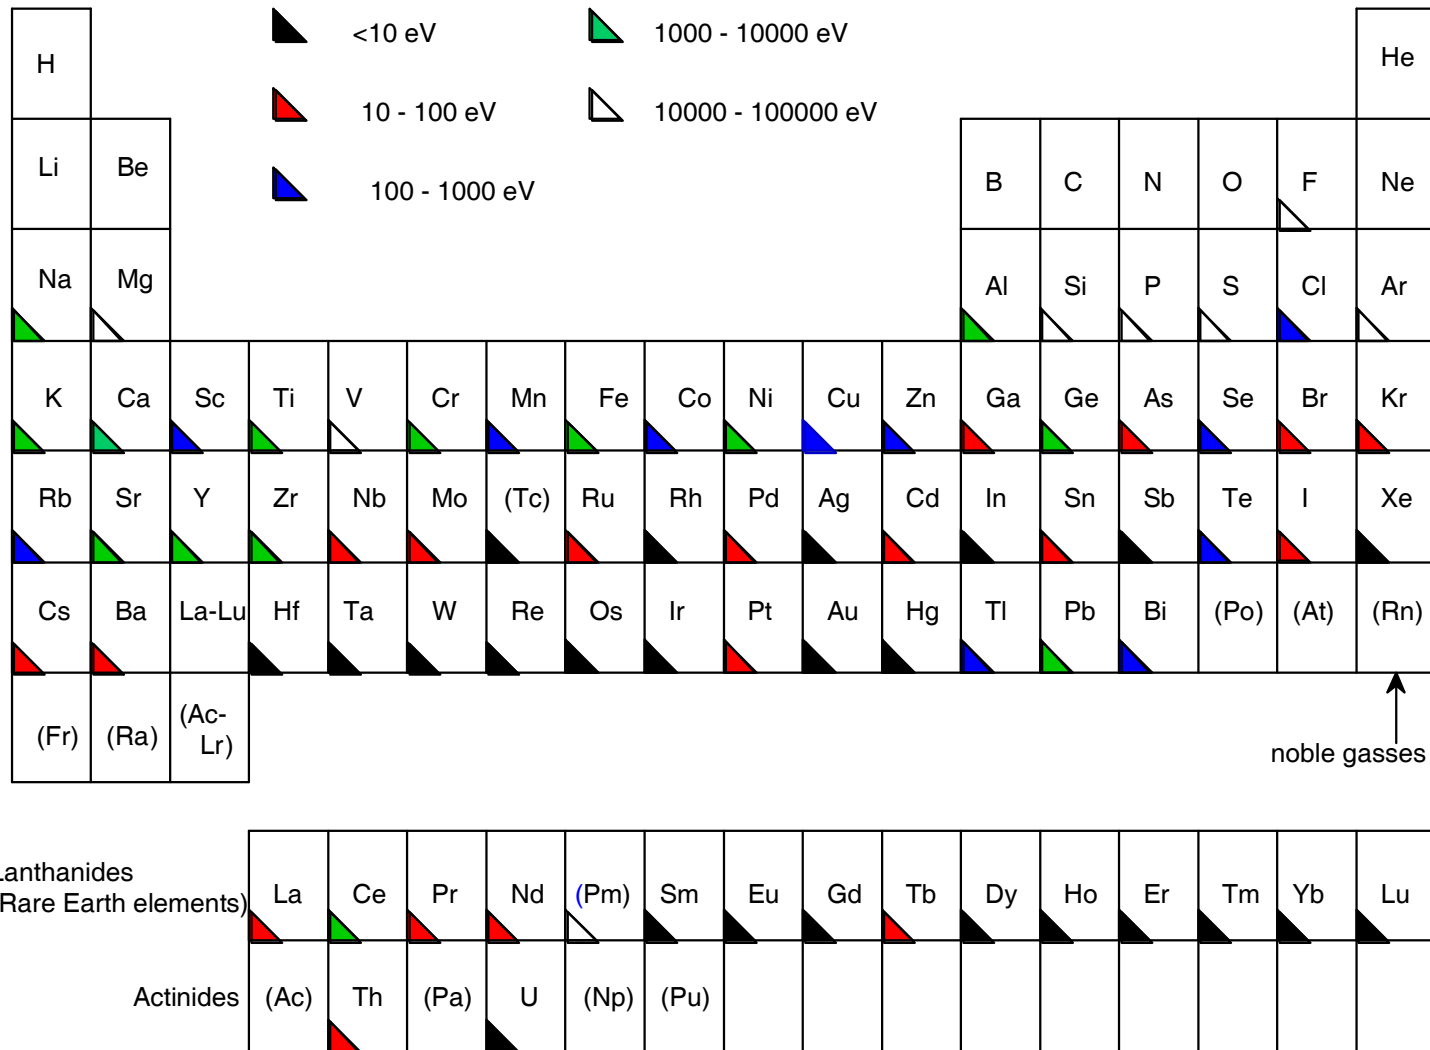 <10 eV 1000 - 10000 eV
H He
10 - 100 eV 10000 - 100000 eV
Li Be B C N O F Ne
100 - 1000 eV
Na Mg Al Si P S Cl Ar
K Ca Sc Ti V Cr Mn Fe Co Ni Cu Zn Ga Ge As Se Br Kr
Rb Sr Y Zr Nb Mo (Tc) Ru Rh Pd Ag Cd In Sn Sb Te I Xe
Cs Ba La-Lu Hf Ta W Re Os Ir Pt Au Hg Tl Pb Bi (Po) (At) (Rn)
(Fr) (Ra) (Ac-
Lr)
noble gasses
anthanides
Rare Earth elements) La Ce Pr Nd (Pm) Sm Eu Gd Tb Dy Ho Er Tm Yb Lu
Actinides (Ac) Th (Pa) U (Np) (Pu)